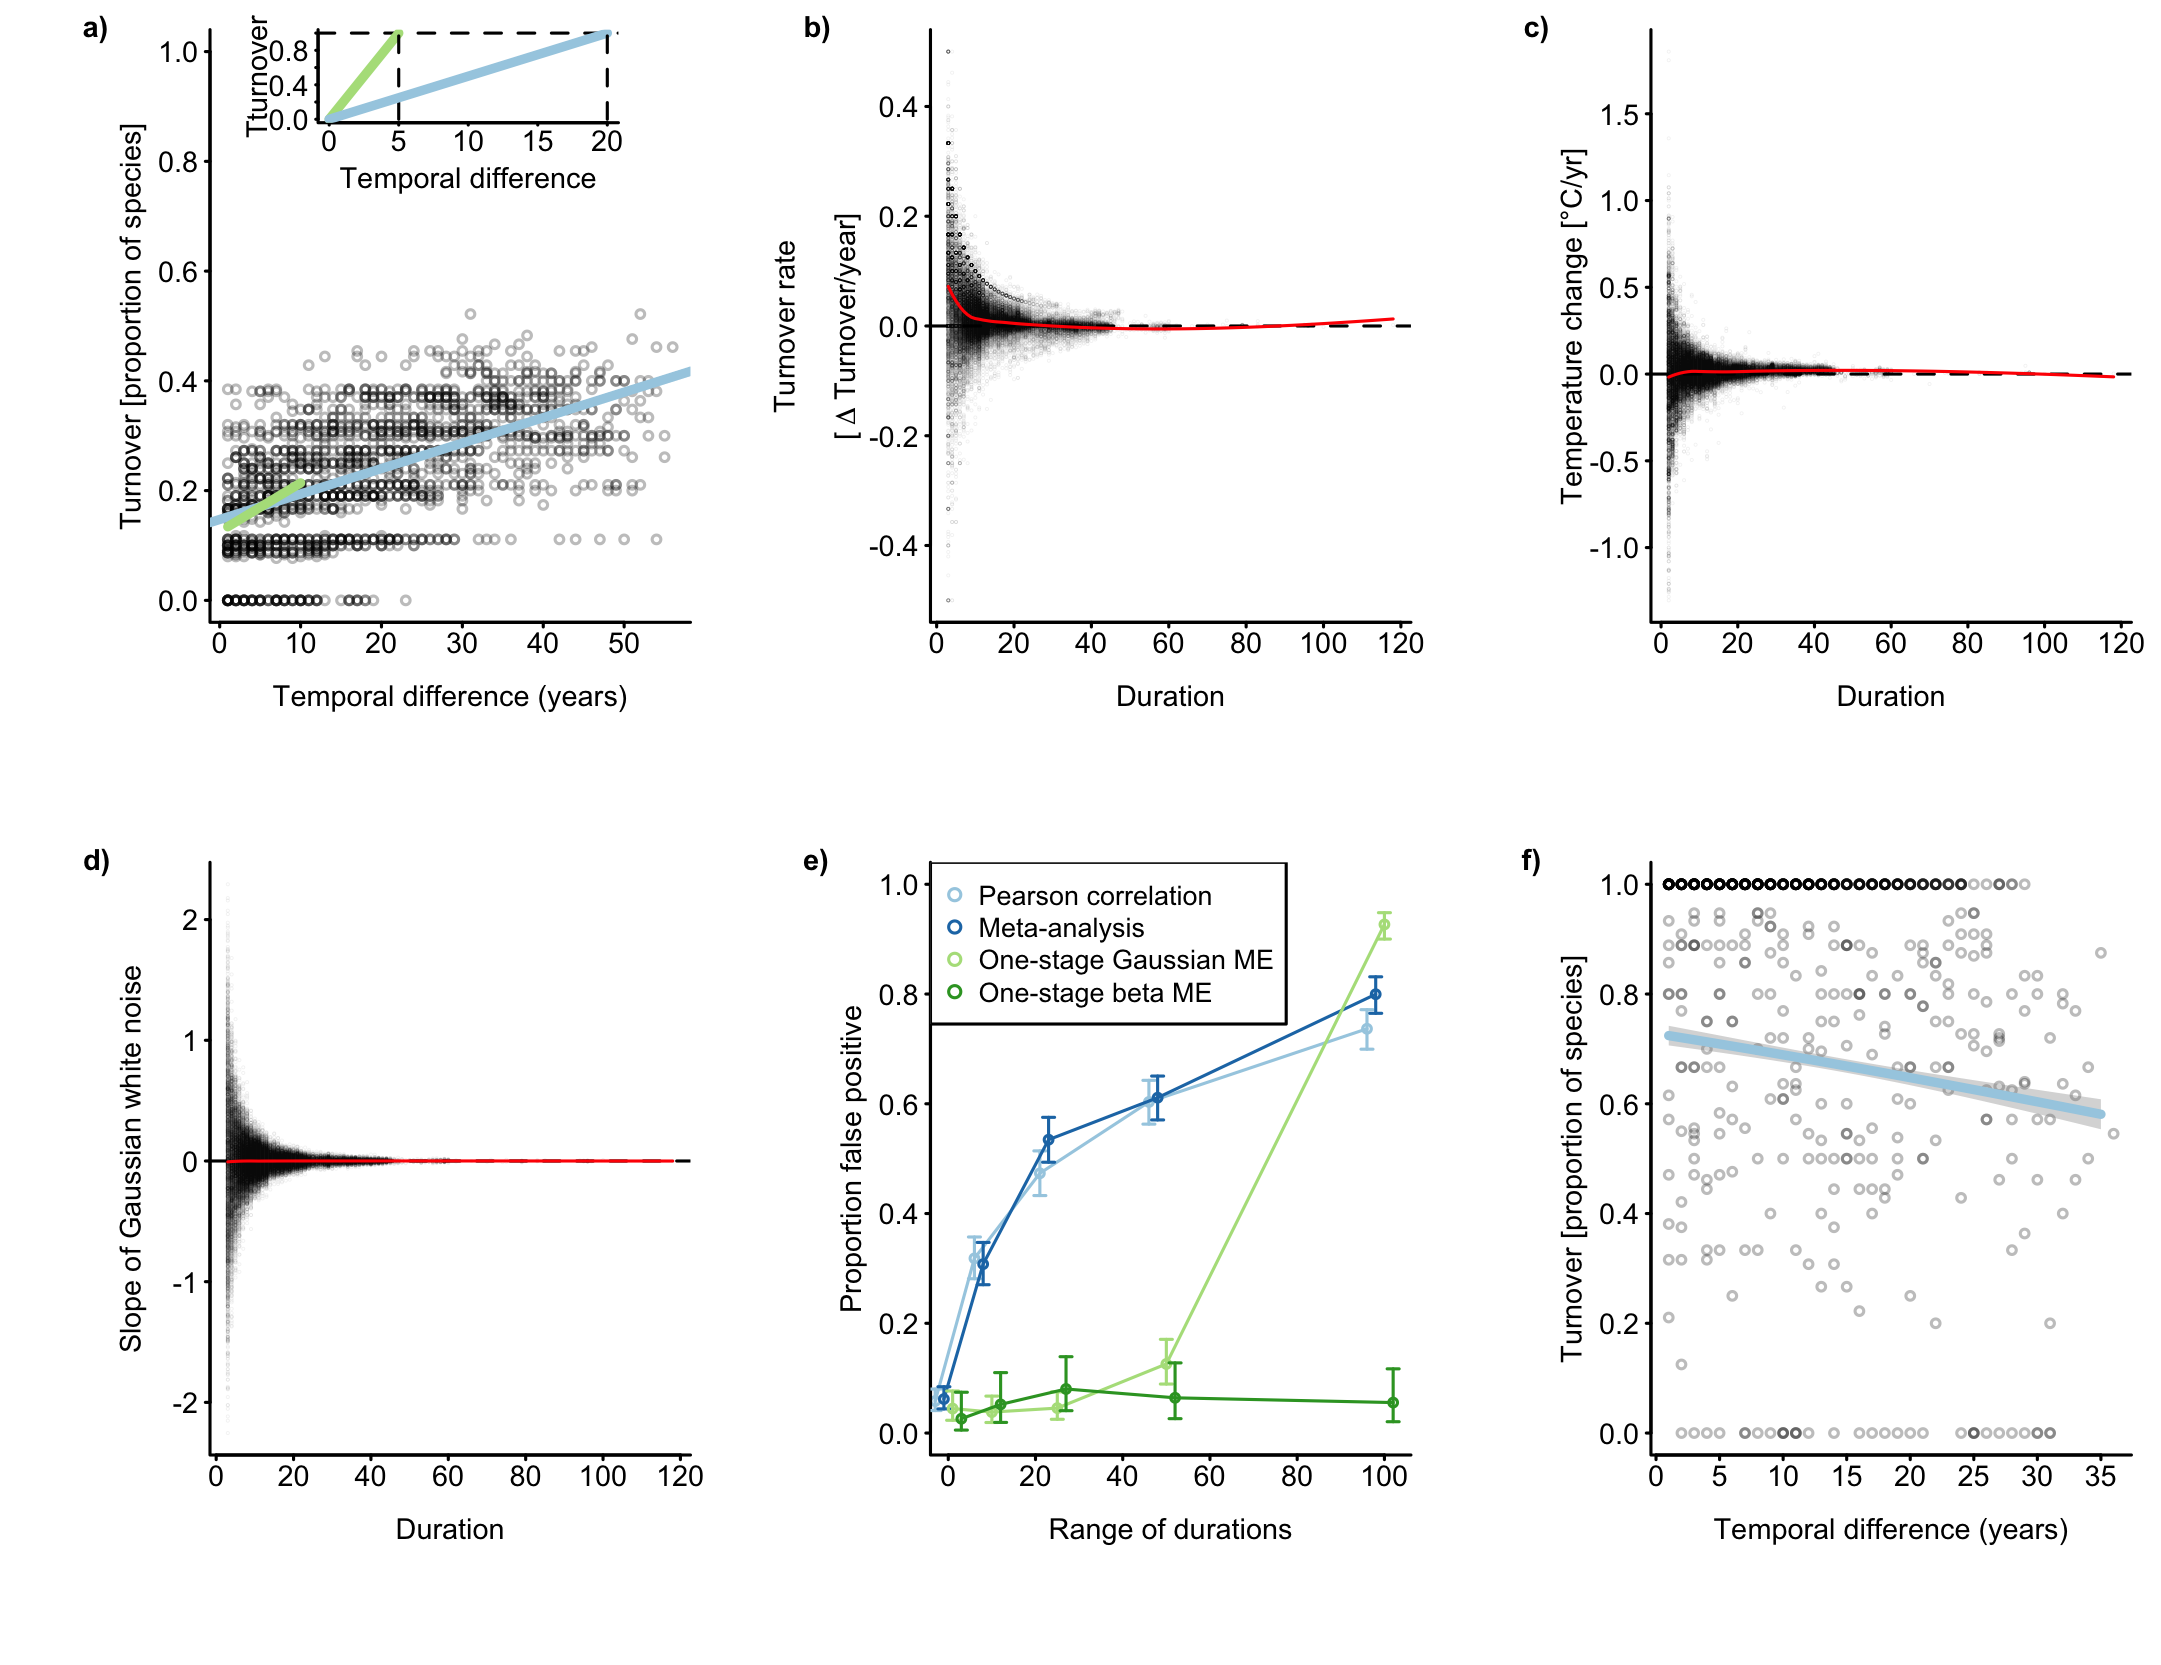 a)
Tturnover
0.8
0.4
0.0
0 5 10 15 20
Temporal difference
1.0
0.8
0.6
0.4
0.2
0.0
Turnover [proportion of species]
0 10 20 30 40 50
Temporal difference (years)
b)
Turnover rate
[ Δ Turnover/year]
0.4
0.2
0.0
-0.2
-0.4
0 20 40 60 80 100 120
Duration
c)
Temperature change [°C/yr]
1.5
1.0
0.5
0.0
-0.5
-1.0
0 20 40 60 80 100 120
Duration
d)
Slope of Gaussian white noise
2
1
0
-1
-2
0 20 40 60 80 100 120
Duration
e)
Proportion false positive
1.0
0.8
0.6
0.4
0.2
0.0
Pearson correlation
Meta-analysis
One-stage Gaussian ME
One-stage beta ME
0 20 40 60 80 100
Range of durations
f)
Turnover [proportion of species]
1.0
0.8
0.6
0.4
0.2
0.0
0 5 10 15 20 25 30 35
Temporal difference (years)